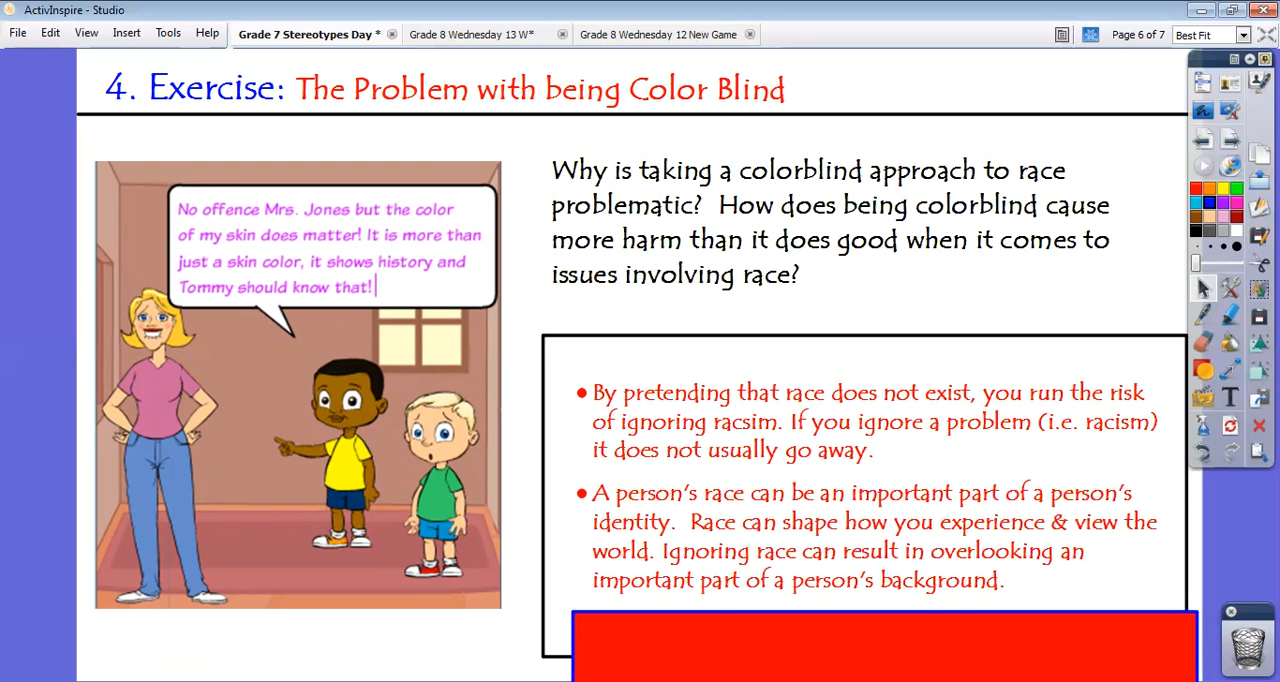 ActivInspire - Studio
File Edit View Insert Tools Help
Grade 7 Stereotypes Day *
Grade 8 Wednesday 13 W*
Grade 8 Wednesday 12 New Game
Page 6 of 7
Best Fit
4. Exercise: The Problem with being Color Blind
No offence Mrs. Jones but the color
of my skin does matter! It is more than
just a skin color, it shows history and
Tommy should know that!
Why is taking a colorblind approach to race
problematic? How does being colorblind cause
more harm than it does good when it comes to
issues involving race?
• By pretending that race does not exist, you run the risk
of ignoring racsim. If you ignore a problem (i.e. racism)
it does not usually go away.
• A person's race can be an important part of a person's
identity. Race can shape how you experience & view the
world. Ignoring race can result in overlooking an
important part of a person's background.